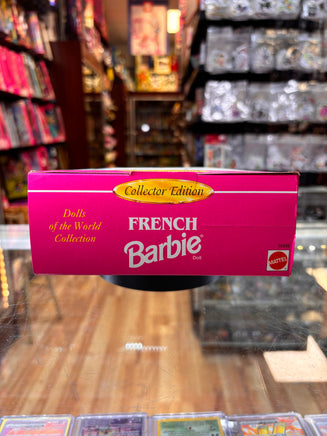 Collector Edition
Dolls
of the World
Collection
FRENCH
Barbie®
Doll
MATTEL